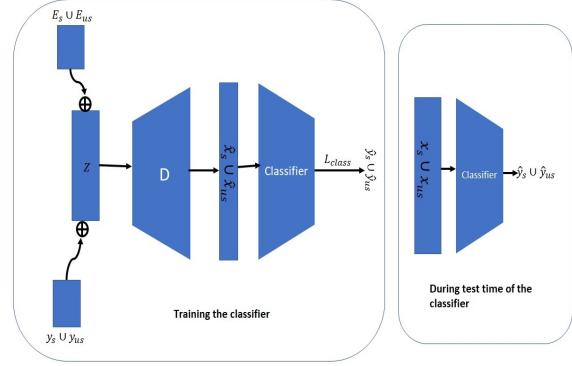 E_s ∪ E_us
⊕
Z
⊕
y_s ∪ y_us
D
x̂_s ∪ x̂_us
Classifier
L_class
ŷ_s ∪ ŷ_us
Training the classifier
x_s ∪ x_us
Classifier
ŷ_s ∪ ŷ_us
During test time of the
classifier